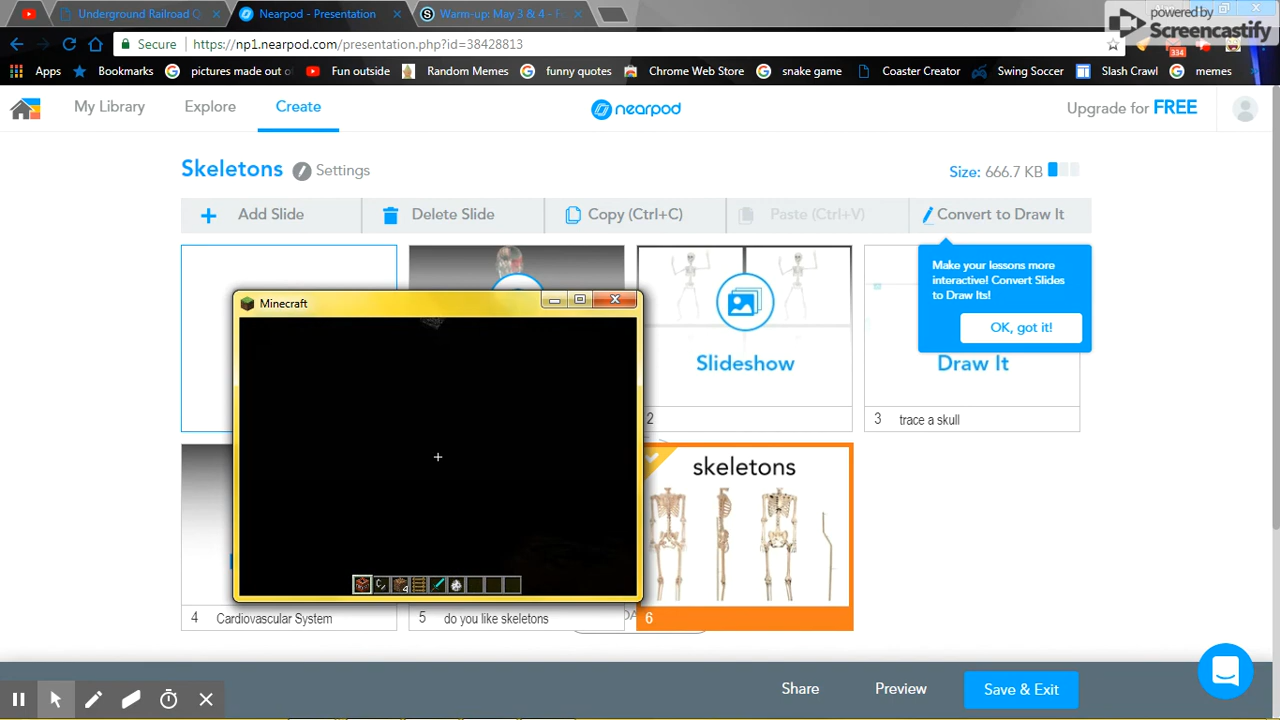 Underground Railroad Q
Nearpod - Presentation
Warm-up: May 3 & 4 - F
powered by
Screencastify
Secure
https://np1.nearpod.com/presentation.php?id=38428813
334
Apps
Bookmarks
pictures made out o
Fun outside
Random Memes
funny quotes
Chrome Web Store
snake game
Coaster Creator
Swing Soccer
Slash Crawl
memes
My Library
Explore
Create
nearpod
Upgrade for FREE
Skeletons
Settings
Size: 666.7 KB
Add Slide
Delete Slide
Copy (Ctrl+C)
Paste (Ctrl+V)
Convert to Draw It
Make your lessons more
interactive! Convert Slides
to Draw Its!
OK, got it!
Minecraft
4
Slideshow
2
Draw It
3 trace a skull
skeletons
4 Cardiovascular System
5 do you like skeletons
6
Share
Preview
Save & Exit